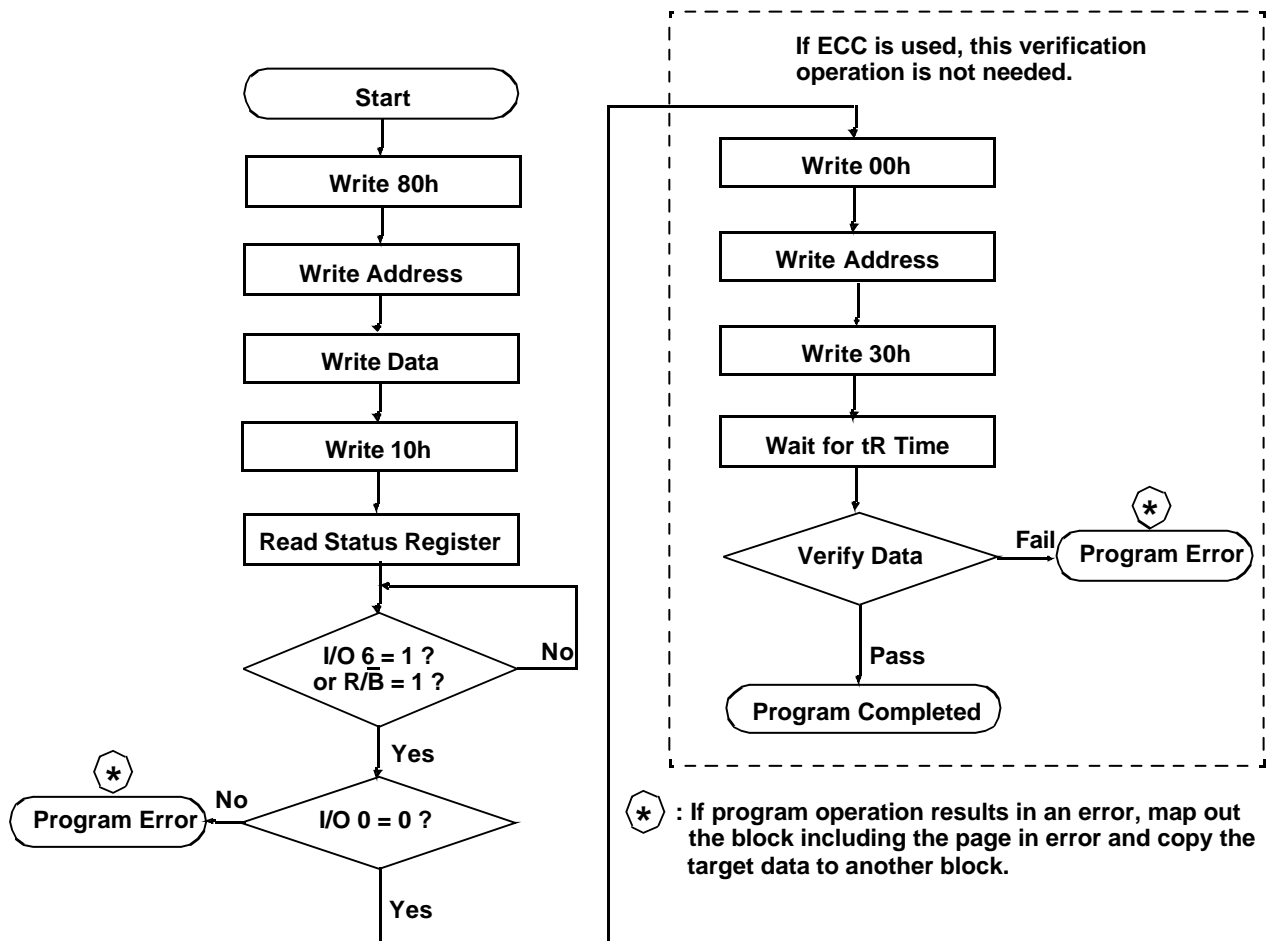 Start
Write 80h
Write Address
Write Data
Write 10h
Read Status Register
I/O 6 = 1 ?
or R/B̅ = 1 ?
No
Yes
*
Program Error
No
I/O 0 = 0 ?
Yes
If ECC is used, this verification
operation is not needed.
Write 00h
Write Address
Write 30h
Wait for tR Time
Verify Data
Fail
*
Program Error
Pass
Program Completed
* : If program operation results in an error, map out
the block including the page in error and copy the
target data to another block.